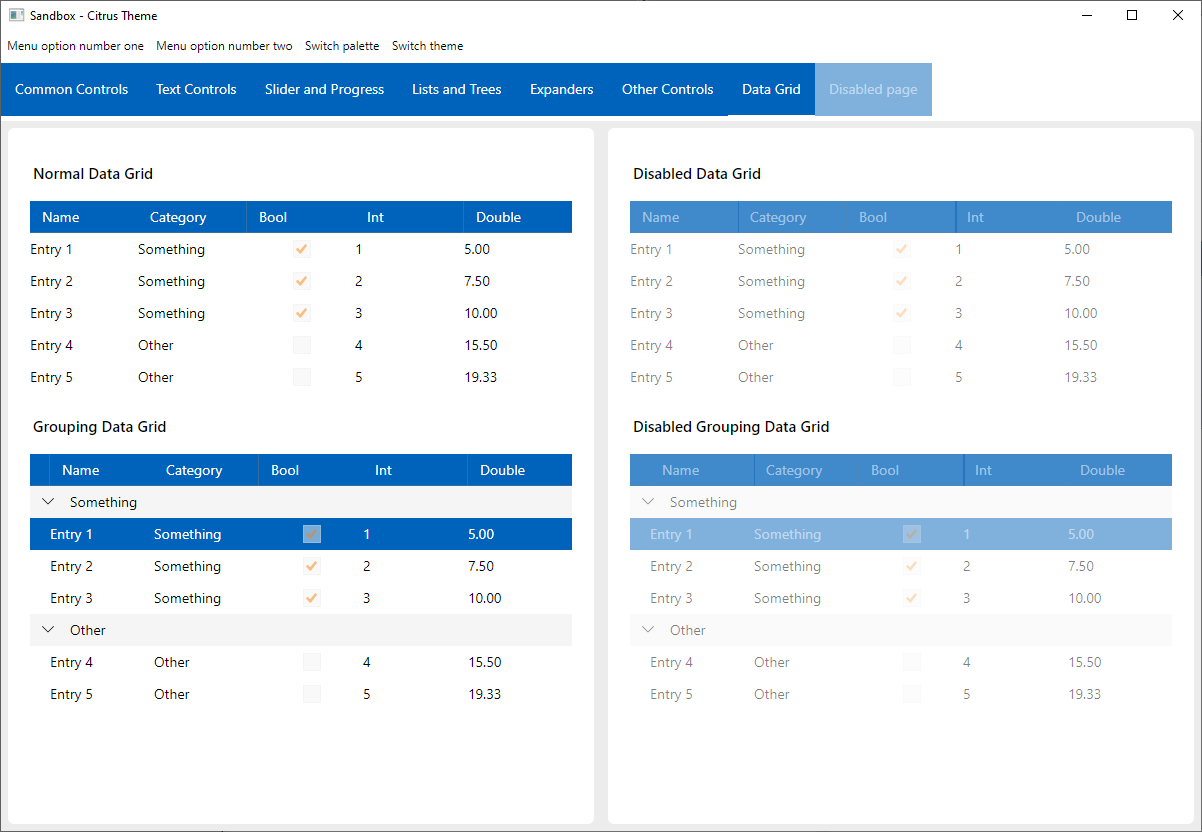 Sandbox - Citrus Theme
Menu option number one Menu option number two Switch palette Switch theme
Common Controls Text Controls Slider and Progress Lists and Trees Expanders Other Controls Data Grid Disabled page
Normal Data Grid
Name Category Bool Int Double
Entry 1 Something 1 5.00
Entry 2 Something 2 7.50
Entry 3 Something 3 10.00
Entry 4 Other 4 15.50
Entry 5 Other 5 19.33
Grouping Data Grid
Name Category Bool Int Double
Something
Entry 1 Something 1 5.00
Entry 2 Something 2 7.50
Entry 3 Something 3 10.00
Other
Entry 4 Other 4 15.50
Entry 5 Other 5 19.33
Disabled Data Grid
Name Category Bool Int Double
Entry 1 Something 1 5.00
Entry 2 Something 2 7.50
Entry 3 Something 3 10.00
Entry 4 Other 4 15.50
Entry 5 Other 5 19.33
Disabled Grouping Data Grid
Name Category Bool Int Double
Something
Entry 1 Something 1 5.00
Entry 2 Something 2 7.50
Entry 3 Something 3 10.00
Other
Entry 4 Other 4 15.50
Entry 5 Other 5 19.33